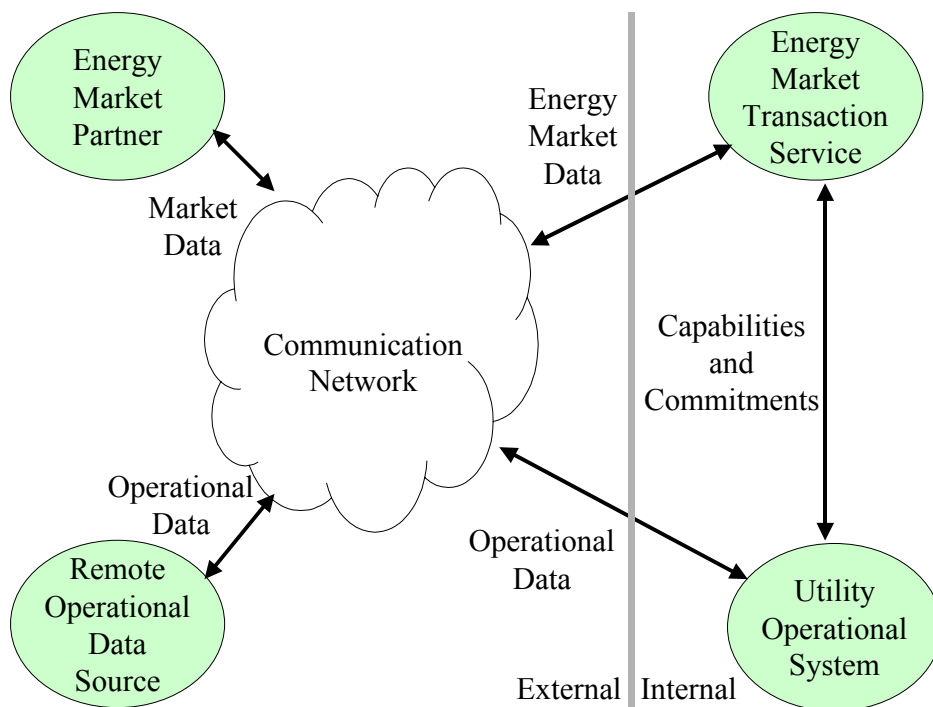 Energy
Market
Partner
Energy
Market
Data
Energy
Market
Transaction
Service
Market
Data
Communication
Network
Capabilities
and
Commitments
Operational
Data
Operational
Data
Remote
Operational
Data
Source
Utility
Operational
System
External
Internal